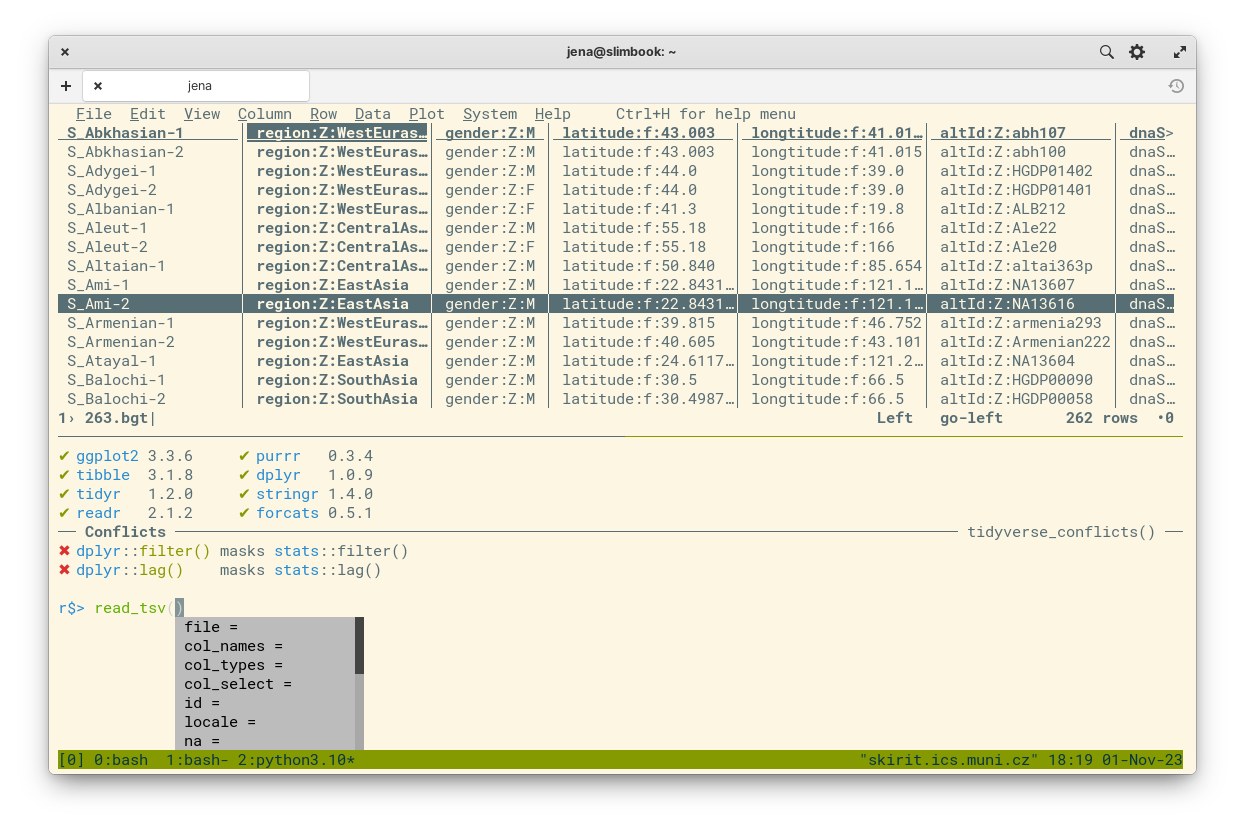 jena@slimbook: ~
jena
File Edit View Column Row Data Plot System Help Ctrl+H for help menu
S_Abkhasian-1 region:Z:WestEuras… gender:Z:M latitude:f:43.003 longtitude:f:41.01… altId:Z:abh107 dnaS>
S_Abkhasian-2 region:Z:WestEuras… gender:Z:M latitude:f:43.003 longtitude:f:41.015 altId:Z:abh100 dnaS…
S_Adygei-1 region:Z:WestEuras… gender:Z:M latitude:f:44.0 longtitude:f:39.0 altId:Z:HGDP01402 dnaS…
S_Adygei-2 region:Z:WestEuras… gender:Z:F latitude:f:44.0 longtitude:f:39.0 altId:Z:HGDP01401 dnaS…
S_Albanian-1 region:Z:WestEuras… gender:Z:F latitude:f:41.3 longtitude:f:19.8 altId:Z:ALB212 dnaS…
S_Aleut-1 region:Z:CentralAs… gender:Z:M latitude:f:55.18 longtitude:f:166 altId:Z:Ale22 dnaS…
S_Aleut-2 region:Z:CentralAs… gender:Z:F latitude:f:55.18 longtitude:f:166 altId:Z:Ale20 dnaS…
S_Altaian-1 region:Z:CentralAs… gender:Z:M latitude:f:50.840 longtitude:f:85.654 altId:Z:altai363p dnaS…
S_Ami-1 region:Z:EastAsia gender:Z:M latitude:f:22.8431… longtitude:f:121.1… altId:Z:NA13607 dnaS…
S_Ami-2 region:Z:EastAsia gender:Z:M latitude:f:22.8431… longtitude:f:121.1… altId:Z:NA13616 dnaS…
S_Armenian-1 region:Z:WestEuras… gender:Z:M latitude:f:39.815 longtitude:f:46.752 altId:Z:armenia293 dnaS…
S_Armenian-2 region:Z:WestEuras… gender:Z:M latitude:f:40.605 longtitude:f:43.101 altId:Z:Armenian222 dnaS…
S_Atayal-1 region:Z:EastAsia gender:Z:M latitude:f:24.6117… longtitude:f:121.2… altId:Z:NA13604 dnaS…
S_Balochi-1 region:Z:SouthAsia gender:Z:M latitude:f:30.5 longtitude:f:66.5 altId:Z:HGDP00090 dnaS…
S_Balochi-2 region:Z:SouthAsia gender:Z:M latitude:f:30.4987… longtitude:f:66.5 altId:Z:HGDP00058 dnaS…
1› 263.bgt| Left go-left 262 rows •0
✔ ggplot2 3.3.6 ✔ purrr 0.3.4
✔ tibble 3.1.8 ✔ dplyr 1.0.9
✔ tidyr 1.2.0 ✔ stringr 1.4.0
✔ readr 2.1.2 ✔ forcats 0.5.1
── Conflicts ── tidyverse_conflicts() ──
✖ dplyr::filter() masks stats::filter()
✖ dplyr::lag() masks stats::lag()
r$> read_tsv()
file =
col_names =
col_types =
col_select =
id =
locale =
na =
[0] 0:bash 1:bash- 2:python3.10* "skirit.ics.muni.cz" 18:19 01-Nov-23